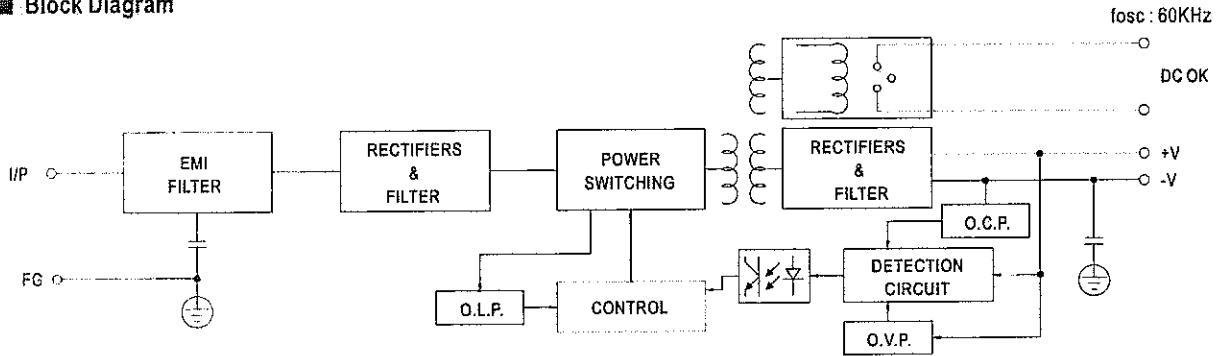 Block Diagram
fosc : 60KHz
DC OK
I/P
EMI
FILTER
RECTIFIERS
&
FILTER
POWER
SWITCHING
RECTIFIERS
&
FILTER
+V
-V
O.C.P.
FG
O.L.P.
CONTROL
DETECTION
CIRCUIT
O.V.P.